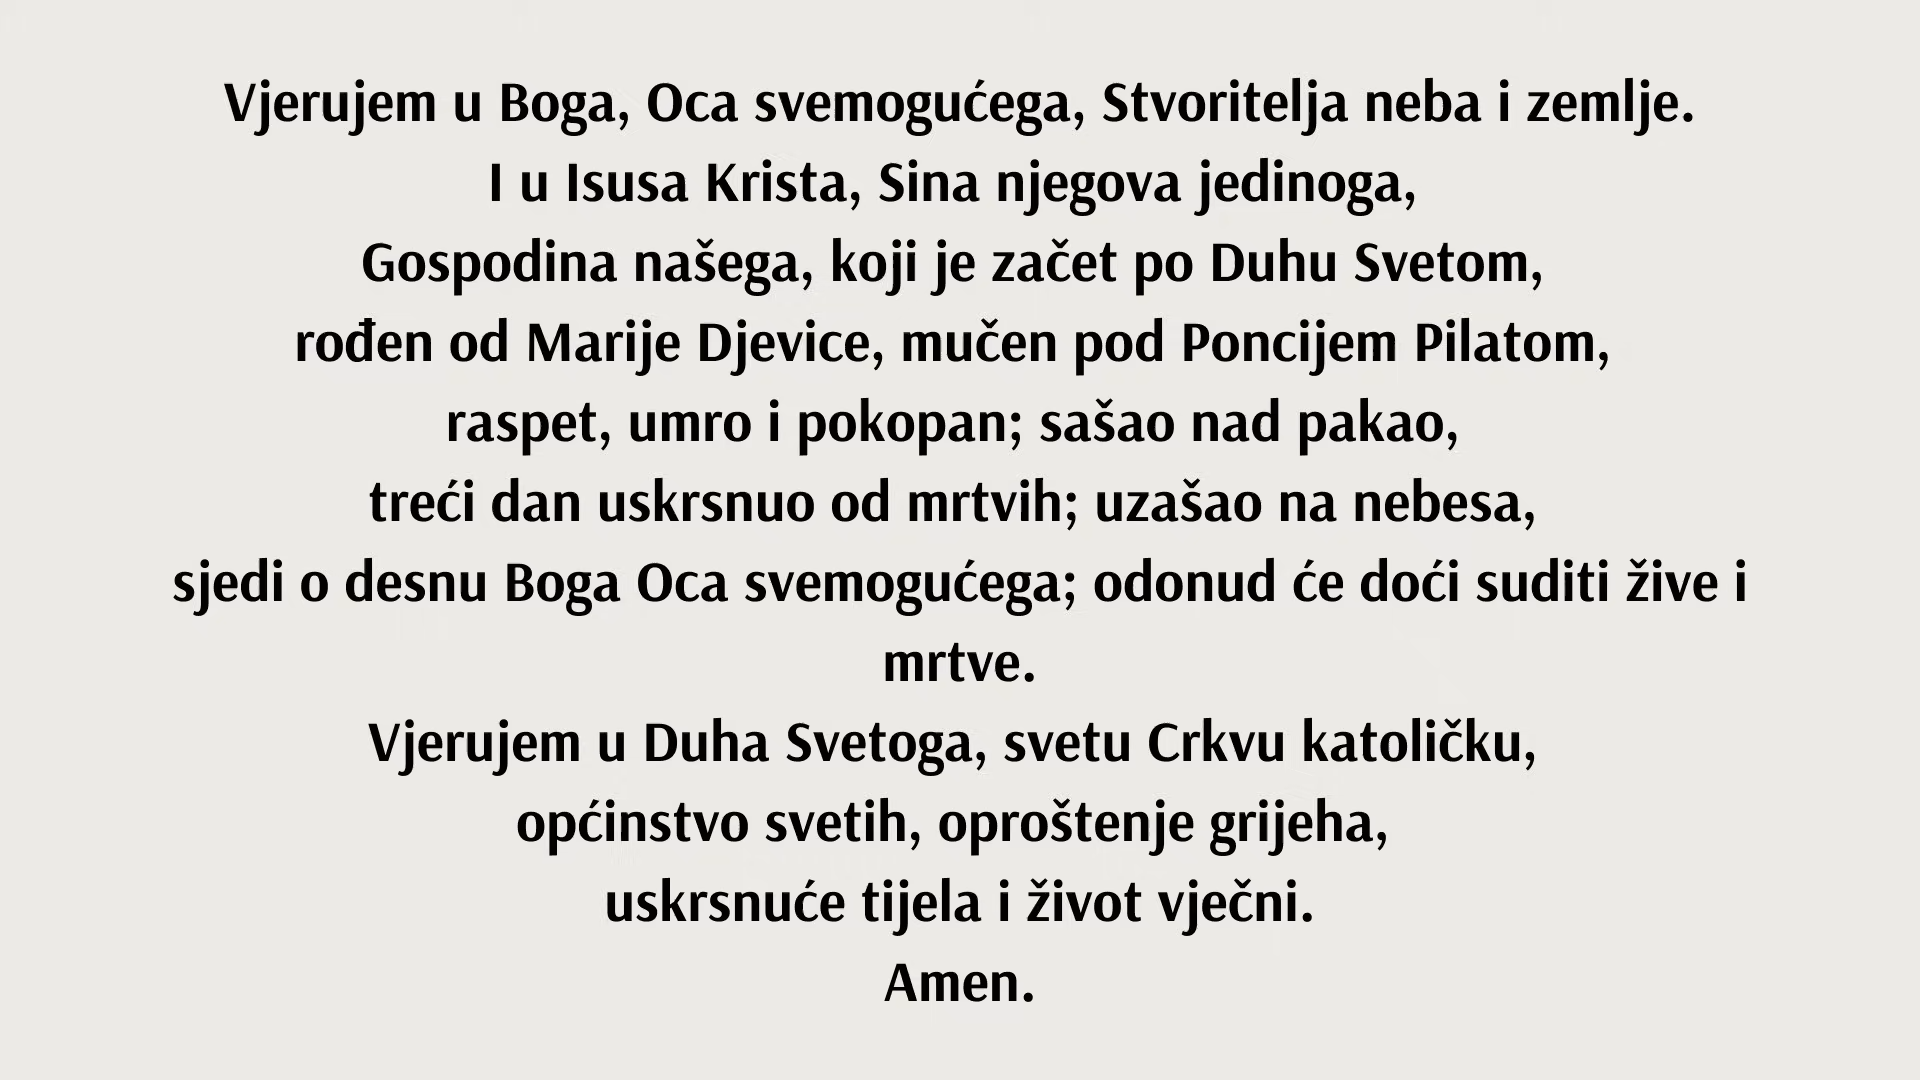 Vjerujem u Boga, Oca svemogućega, Stvoritelja neba i zemlje.
I u Isusa Krista, Sina njegova jedinoga,
Gospodina našega, koji je začet po Duhu Svetom,
rođen od Marije Djevice, mučen pod Poncijem Pilatom,
raspet, umro i pokopan; sašao nad pakao,
treći dan uskrsnuo od mrtvih; uzašao na nebesa,
sjedi o desnu Boga Oca svemogućega; odonud će doći suditi žive i
mrtve.
Vjerujem u Duha Svetoga, svetu Crkvu katoličku,
općinstvo svetih, oproštenje grijeha,
uskrsnuće tijela i život vječni.
Amen.